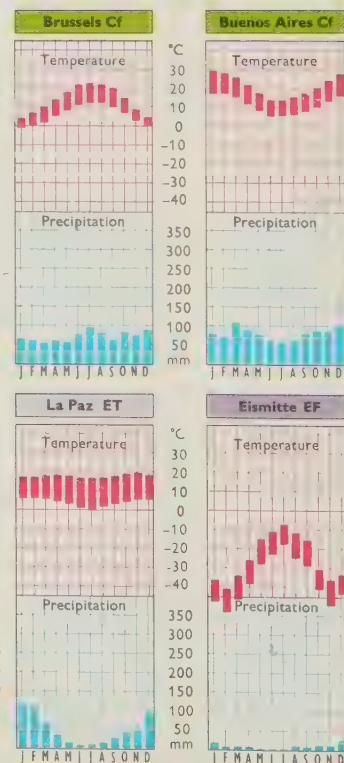 Brussels Cf
Buenos Aires Cf
°C
Temperature
Temperature
30
20
10
0
-10
-20
-30
-40
Precipitation
Precipitation
350
300
250
200
150
100
50
mm
J F M A M J J A S O N D
J F M A M J J A S O N D
La Paz ET
Eismitte EF
°C
Temperature
Temperature
30
20
10
0
-10
-20
-30
-40
Precipitation
Precipitation
350
300
250
200
150
100
50
mm
J F M A M J J A S O N D
J F M A M J J A S O N D